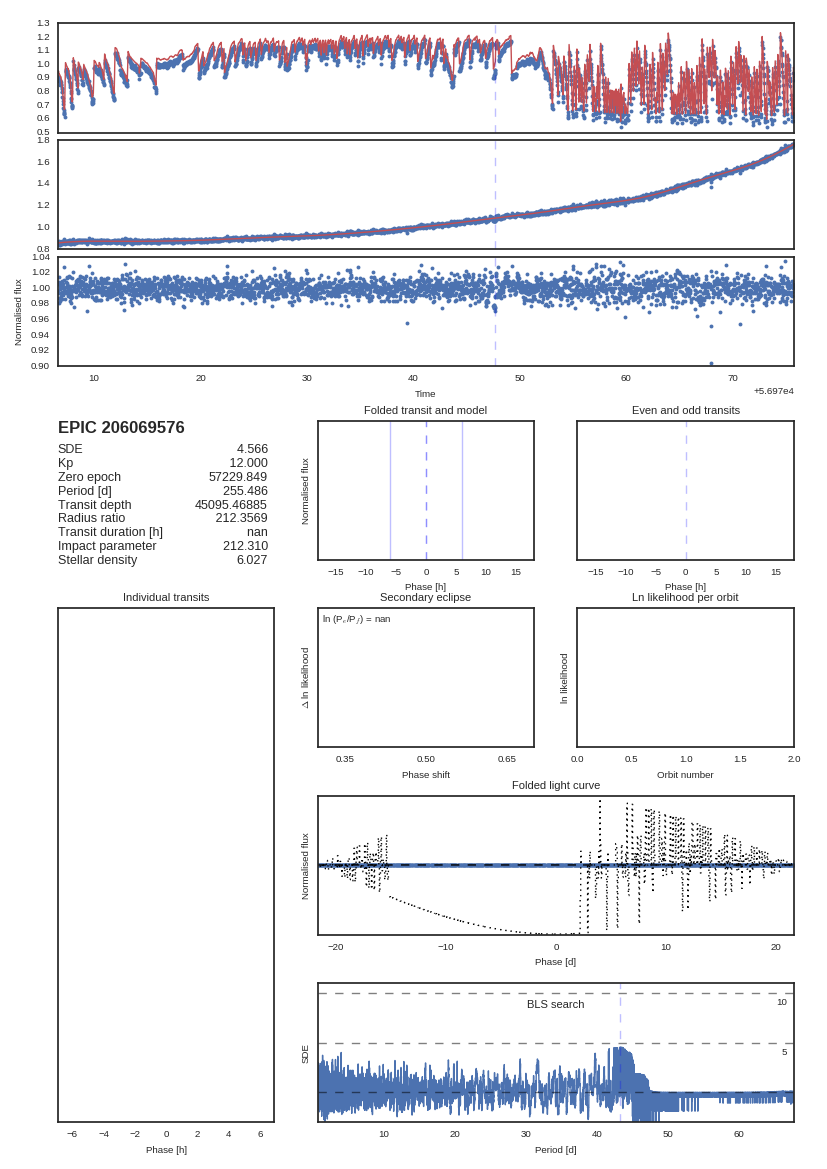 1.3
1.2
1.1
1.0
0.9
0.8
0.7
0.6
0.5
1.8
1.6
1.4
1.2
1.0
0.8
1.04
1.02
1.00
0.98
0.96
0.94
0.92
0.90
Normalised flux
10 20 30 40 50 60 70
Time
+5.697e4
EPIC 206069576
SDE 4.566
Kp 12.000
Zero epoch 57229.849
Period [d] 255.486
Transit depth 45095.46885
Radius ratio 212.3569
Transit duration [h] nan
Impact parameter 212.310
Stellar density 6.027
Folded transit and model
Normalised flux
−15 −10 −5 0 5 10 15
Phase [h]
Even and odd transits
−15 −10 −5 0 5 10 15
Phase [h]
Individual transits
−6 −4 −2 0 2 4 6
Phase [h]
Secondary eclipse
ln (Pₑ/P𝒻) = nan
Δ ln likelihood
0.35 0.50 0.65
Phase shift
Ln likelihood per orbit
ln likelihood
0.0 0.5 1.0 1.5 2.0
Orbit number
Folded light curve
Normalised flux
−20 −10 0 10 20
Phase [d]
BLS search
10
5
SDE
10 20 30 40 50 60
Period [d]